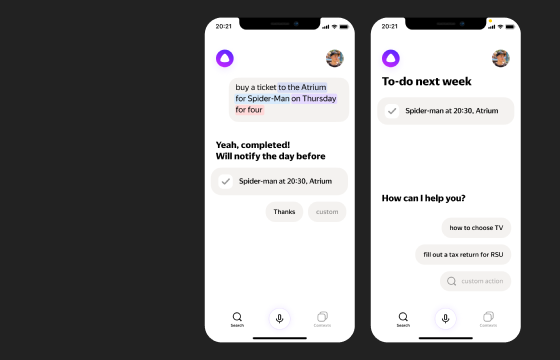 20:21
buy a ticket to the Atrium
for Spider-Man on Thursday
for four
Yeah, completed!
Will notify the day before
Spider-man at 20:30, Atrium
Thanks
custom
Search
20:21
To-do next week
Spider-man at 20:30, Atrium
How can I help you?
how to choose TV
fill out a tax return for RSU
custom action
Search